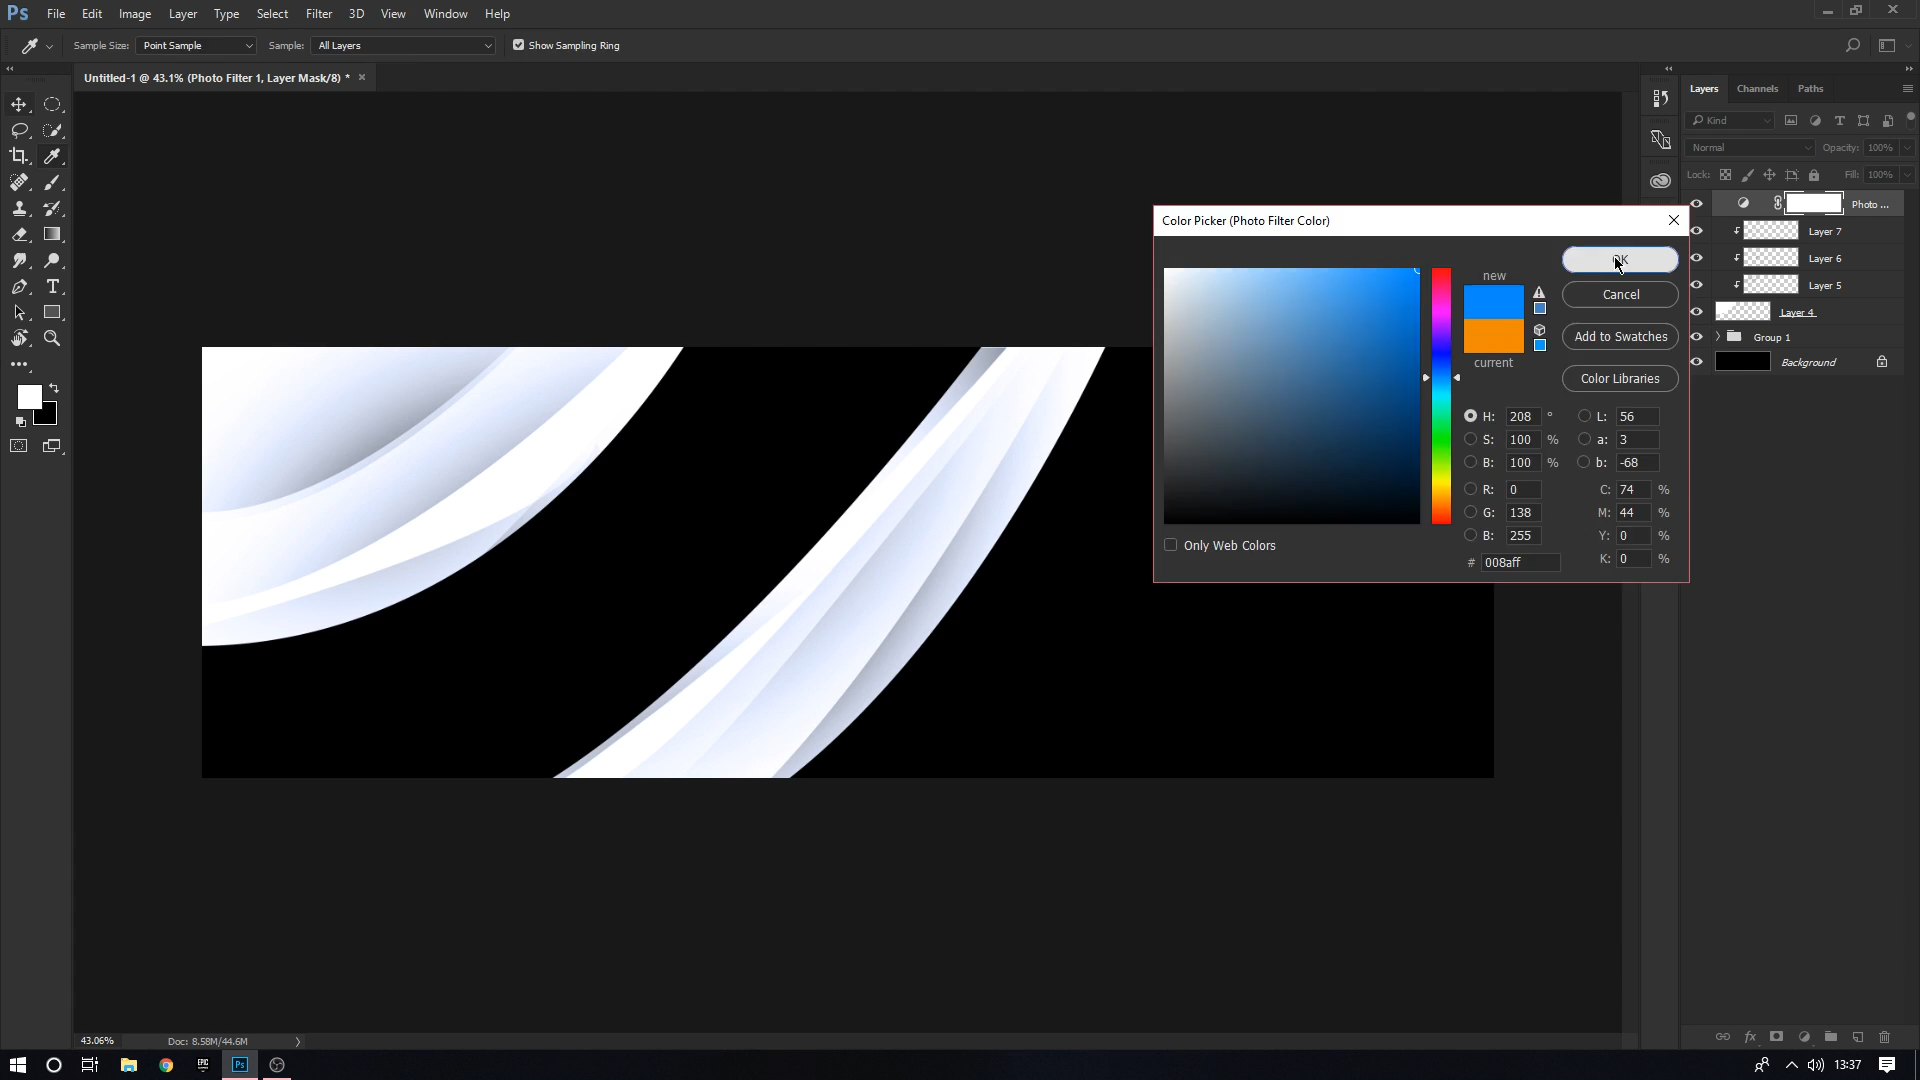 Ps File Edit Image Layer Type Select Filter 3D View Window Help
Sample Size: Point Sample Sample: All Layers Show Sampling Ring
Untitled-1 @ 43.1% (Photo Filter 1, Layer Mask/8) *
Layers Channels Paths
Kind
Normal Opacity: 100%
Lock: Fill: 100%
Photo ...
Layer 7
Layer 6
Layer 5
Layer 4
Group 1
Background
Color Picker (Photo Filter Color)
new
current
OK
Cancel
Add to Swatches
Color Libraries
H: 208 ° L: 56
S: 100 % a: 3
B: 100 % b: -68
R: 0 C: 74 %
G: 138 M: 44 %
B: 255 Y: 0 %
# 008aff K: 0 %
Only Web Colors
43.06% Doc: 8.58M/44.6M
fx
EPIC
Ps
13:37